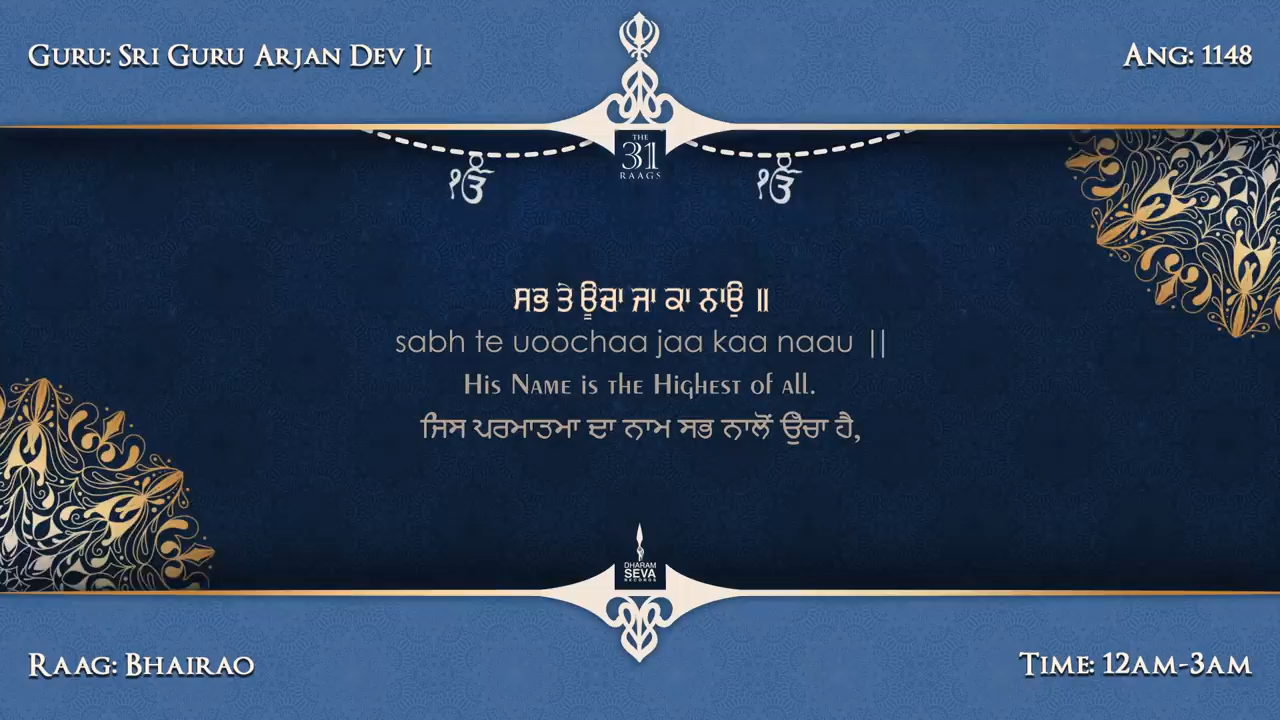 Guru: Sri Guru Arjan Dev Ji
Ang: 1148
THE
31
RAAGS
ੴ
ੴ
ਸਭ ਤੇ ਊਚਾ ਜਾ ਕਾ ਨਾਉ ॥
sabh te uoochaa jaa kaa naau ||
His Name is the Highest of all.
ਜਿਸ ਪਰਮਾਤਮਾ ਦਾ ਨਾਮ ਸਭ ਨਾਲੋਂ ਉੱਚਾ ਹੈ,
DHARAM
SEVA
RECORDS
Raag: Bhairao
Time: 12am-3am